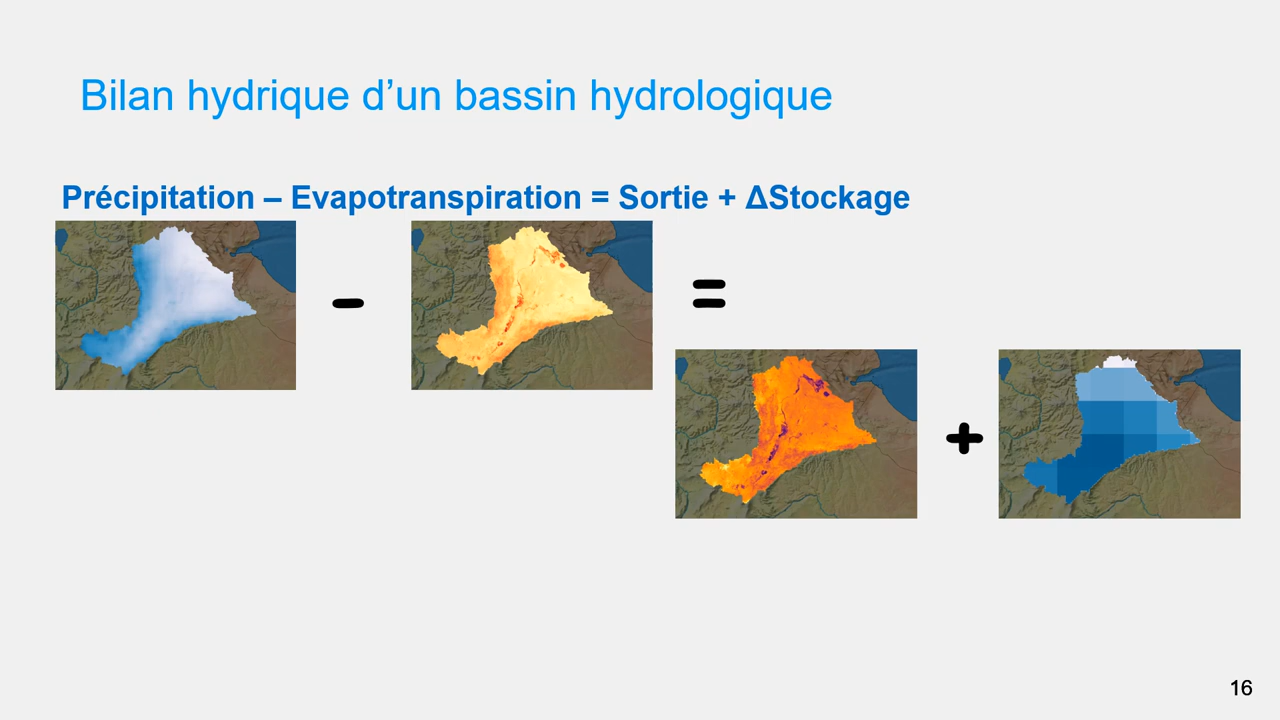 Bilan hydrique d’un bassin hydrologique
Précipitation – Evapotranspiration = Sortie + ΔStockage
–
=
+
16